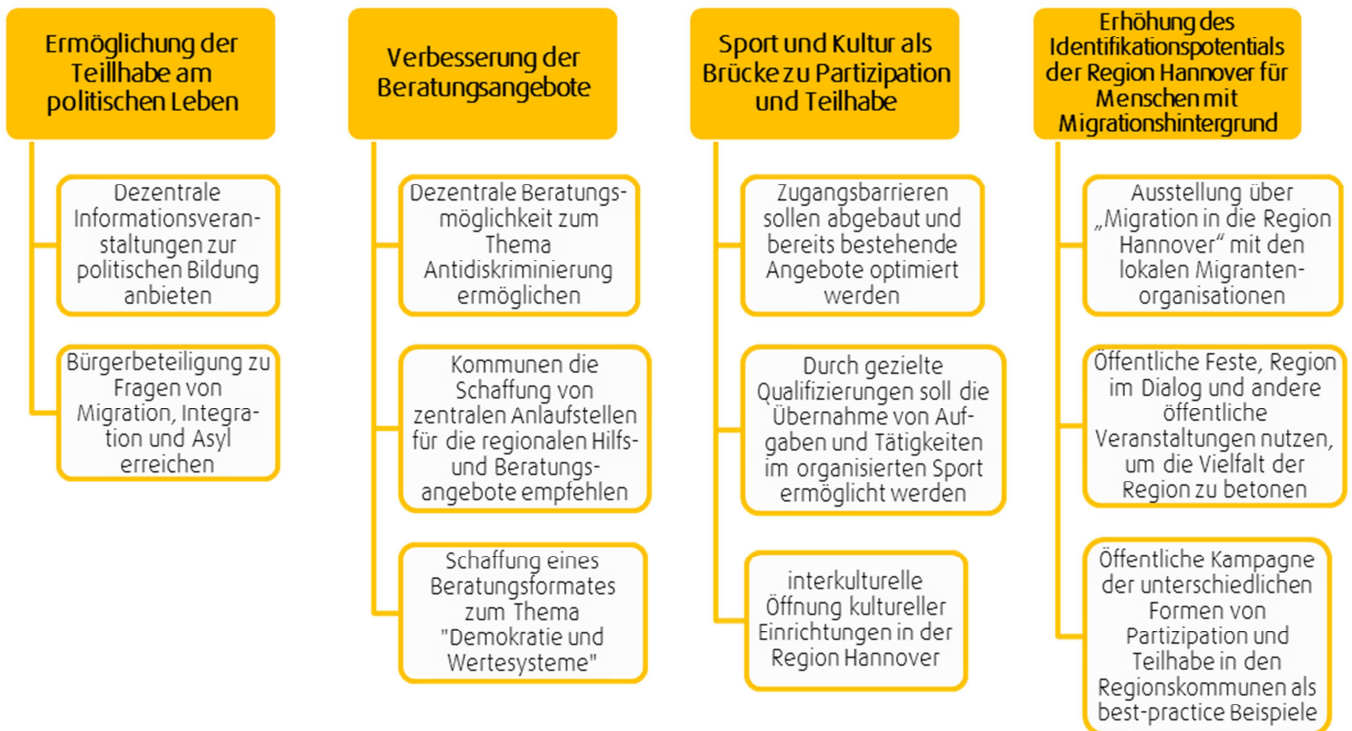 Ermöglichung der
Teillhabe am
politischen Leben
Dezentrale
Informationsveran-
staltungen zur
politischen Bildung
anbieten
Bürgerbeteiligung zu
Fragen von
Migration, Integra-
tion und Asyl
erreichen
Verbesserung der
Beratungsangebote
Dezentrale Beratungs-
möglichkeit zum
Thema
Antidiskriminierung
ermöglichen
Kommunen die
Schaffung von
zentralen Anlaufstellen
für die regionalen Hilfs-
und Beratungs-
angebote empfehlen
Schaffung eines
Beratungsformates
zum Thema
"Demokratie und
Wertesysteme"
Sport und Kultur als
Brücke zu Partizipation
und Teilhabe
Zugangsbarrieren
sollen abgebaut und
bereits bestehende
Angebote optimiert
werden
Durch gezielte
Qualifizierungen soll die
Übernahme von Auf-
gaben und Tätigkeiten
im organisierten Sport
ermöglicht werden
interkulturelle
Öffnung kultureller
Einrichtungen in der
Region Hannover
Erhöhung des
Identifikationspotentials
der Region Hannover für
Menschen mit
Migrationshintergrund
Ausstellung über
„Migration in die Region
Hannover“ mit den
lokalen Migranten-
organisationen
Öffentliche Feste, Region
im Dialog und andere
öffentliche
Veranstaltungen nutzen,
um die Vielfalt der
Region zu betonen
Öffentliche Kampagne
der unterschiedlichen
Formen von
Partizipation und
Teilhabe in den
Regionskommunen als
best-practice Beispiele